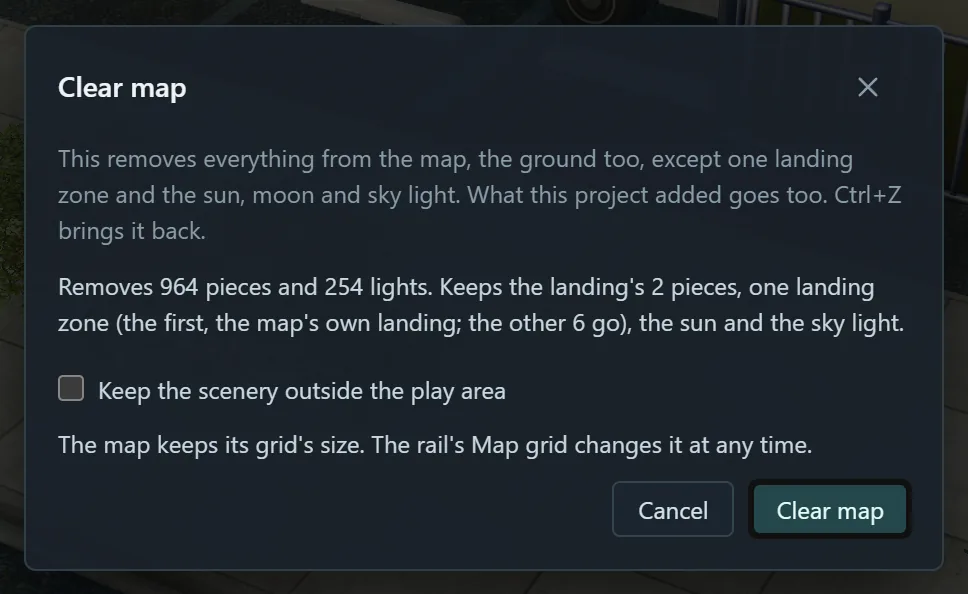 Clear map
This removes everything from the map, the ground too, except one landing
zone and the sun, moon and sky light. What this project added goes too. Ctrl+Z
brings it back.
Removes 964 pieces and 254 lights. Keeps the landing's 2 pieces, one landing
zone (the first, the map's own landing; the other 6 go), the sun and the sky light.
Keep the scenery outside the play area
The map keeps its grid's size. The rail's Map grid changes it at any time.
Cancel
Clear map